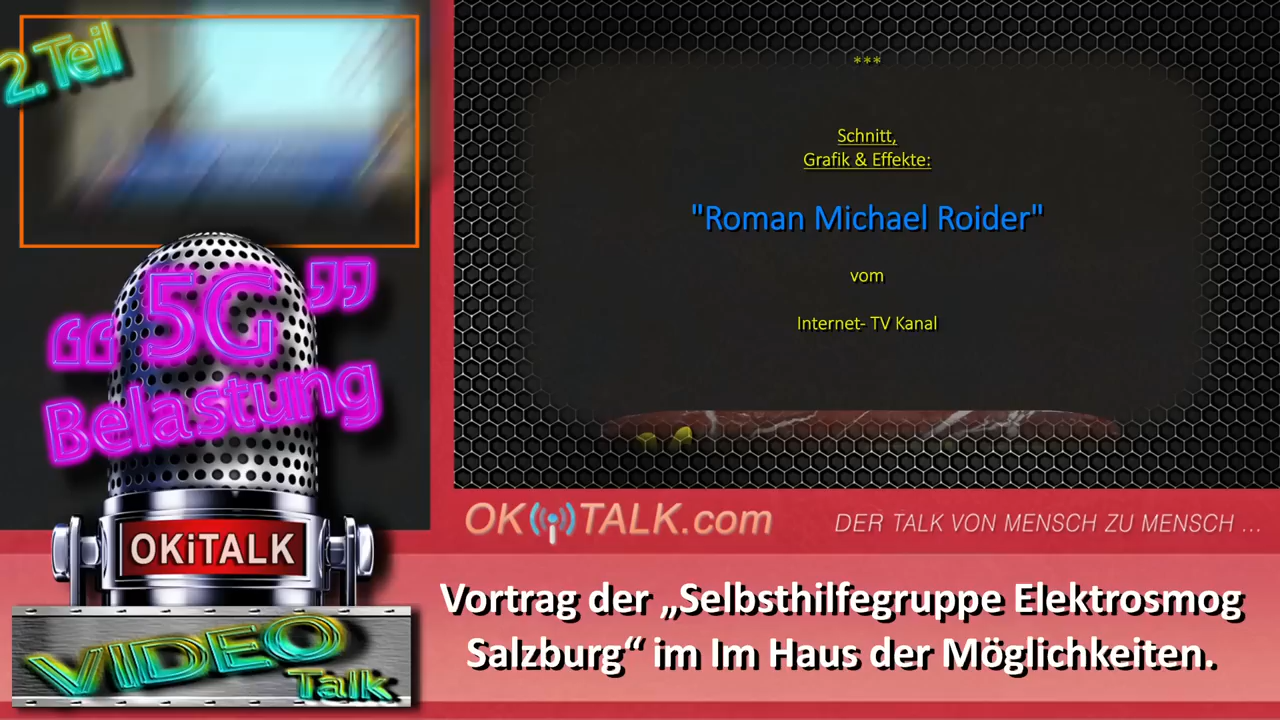 2.Teil
***
Schnitt,
Grafik & Effekte:
"Roman Michael Roider"
vom
Internet- TV Kanal
“ 5G ”
Belastung
OKiTALK
VIDEO
Talk
OKiTALK.com
DER TALK VON MENSCH ZU MENSCH ...
Vortrag der „Selbsthilfegruppe Elektrosmog
Salzburg“ im Im Haus der Möglichkeiten.